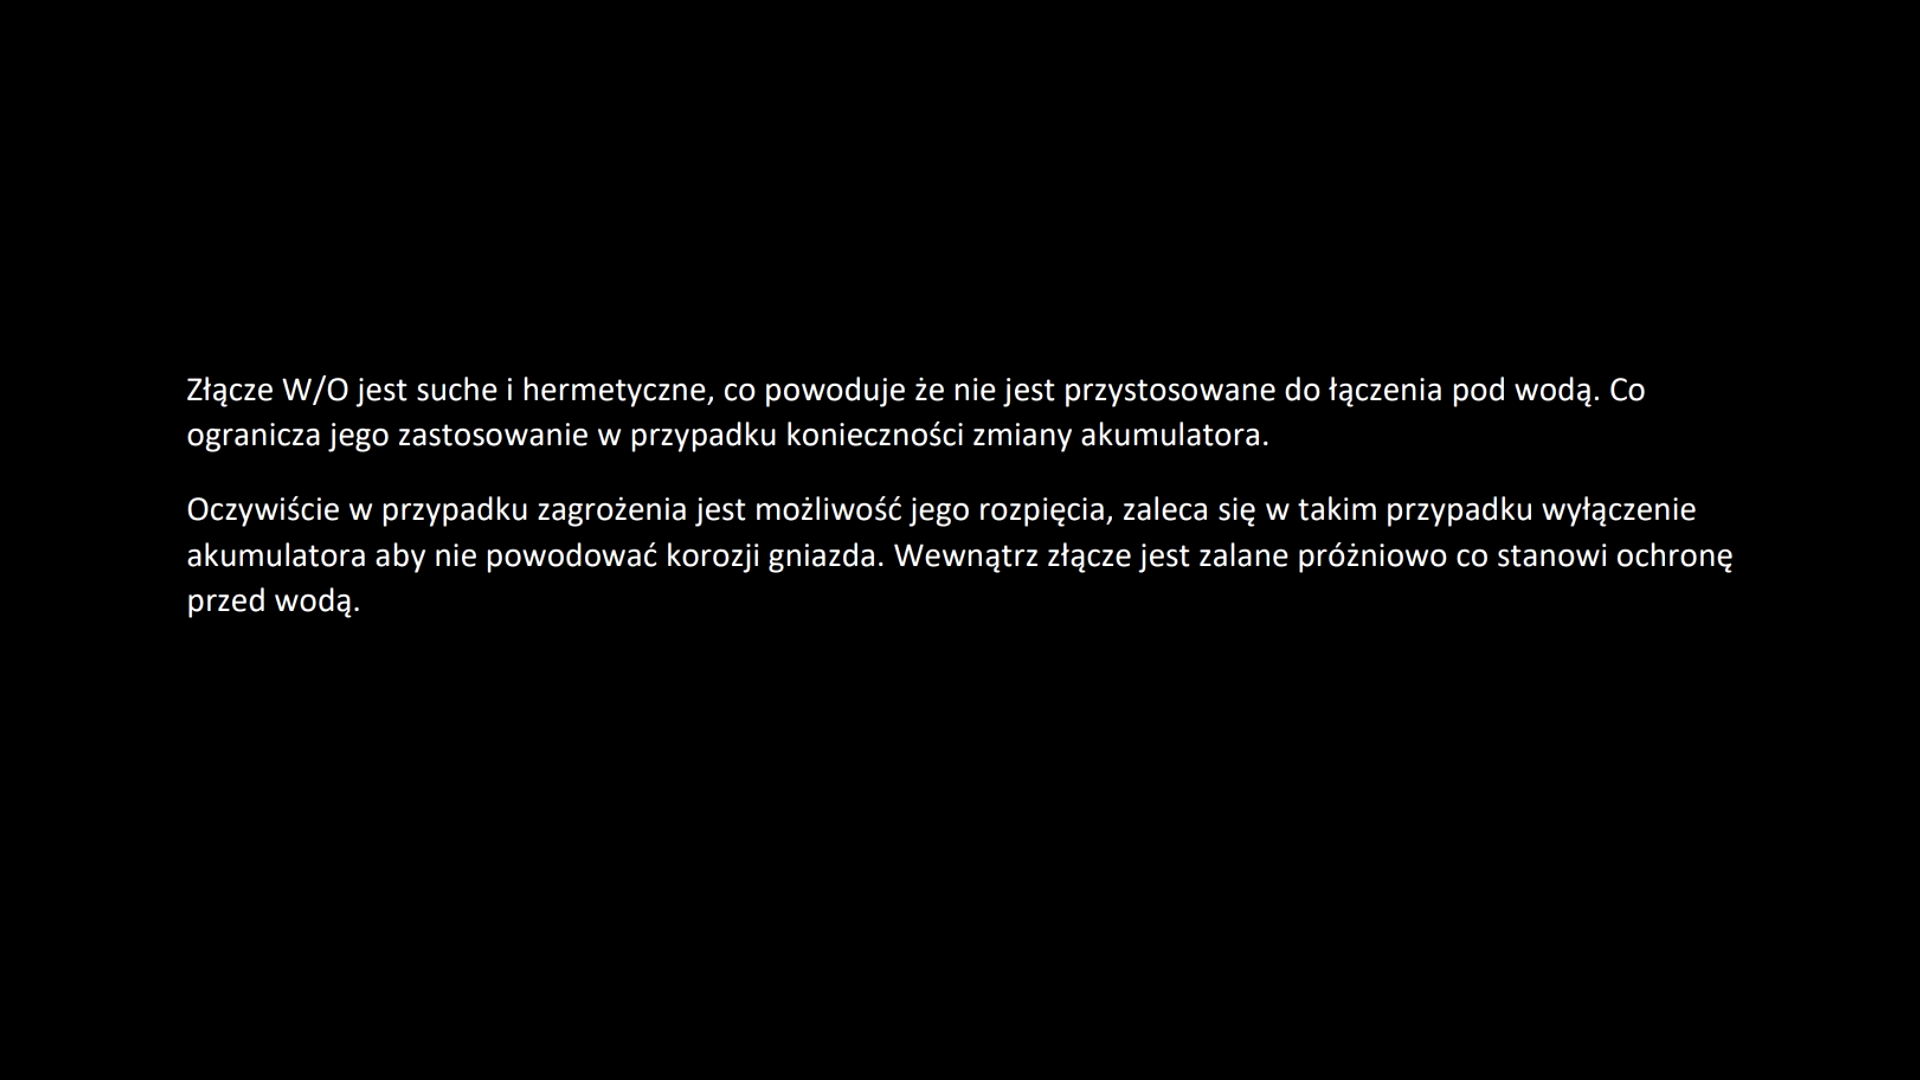 Złącze W/O jest suche i hermetyczne, co powoduje że nie jest przystosowane do łączenia pod wodą. Co
ogranicza jego zastosowanie w przypadku konieczności zmiany akumulatora.
Oczywiście w przypadku zagrożenia jest możliwość jego rozpięcia, zaleca się w takim przypadku wyłączenie
akumulatora aby nie powodować korozji gniazda. Wewnątrz złącze jest zalane próżniowo co stanowi ochronę
przed wodą.